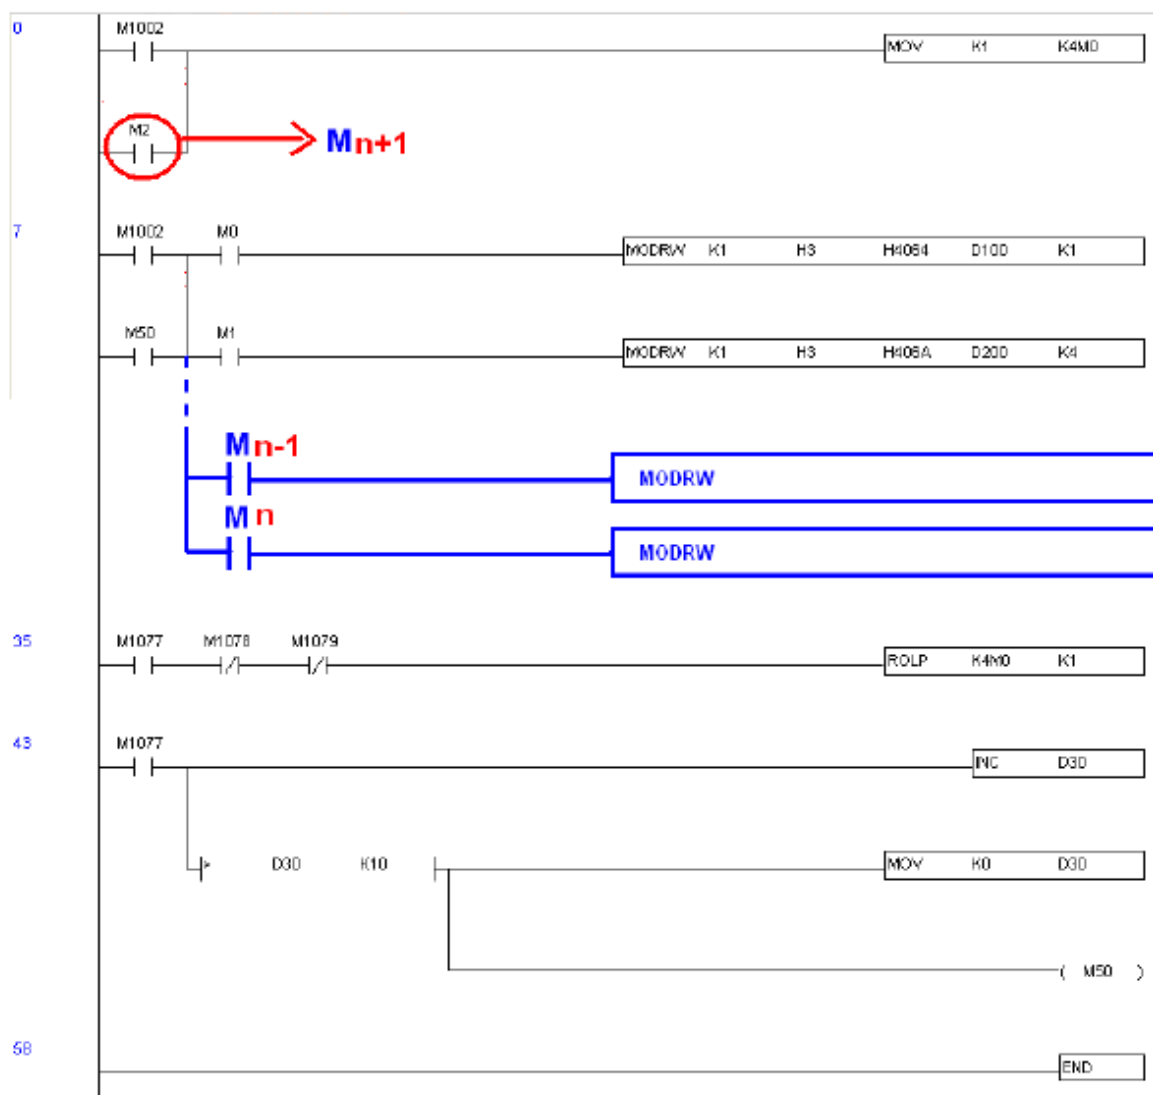 0
M1002
MOV K1 K4M0
M2
Mn+1
7
M1002 M0
MODRW K1 H3 H4064 D100 K1
M50 M1
MODRW K1 H3 H406A D200 K4
M n-1
MODRW
M n
MODRW
35
M1077 M1078 M1079
ROLP K4M0 K1
43
M1077
INC D30
> D30 K10
MOV K0 D30
( M50 )
58
END